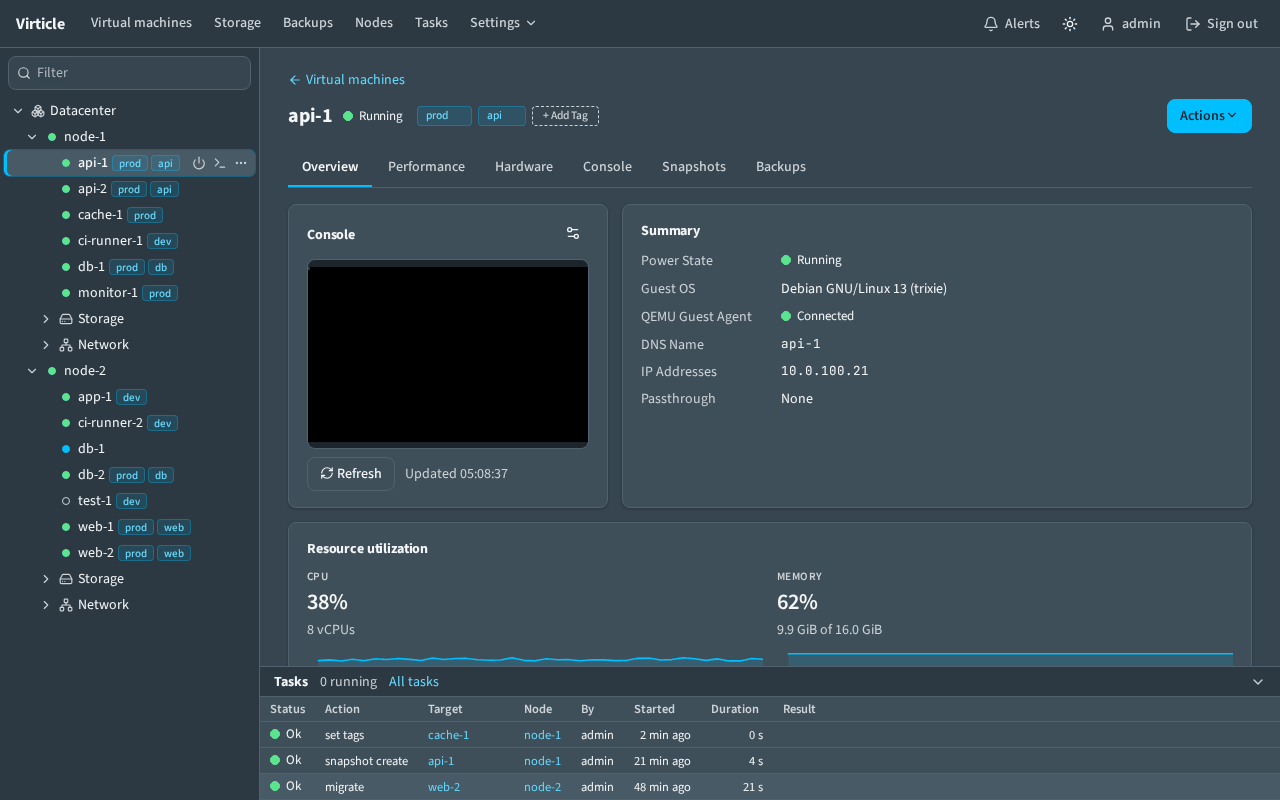 Virticle Virtual machines Storage Backups Nodes Tasks Settings Alerts admin Sign out
Filter
Datacenter
node-1
api-1 prod api
api-2 prod api
cache-1 prod
ci-runner-1 dev
db-1 prod db
monitor-1 prod
Storage
Network
node-2
app-1 dev
ci-runner-2 dev
db-1
db-2 prod db
test-1 dev
web-1 prod web
web-2 prod web
Storage
Network
Virtual machines
api-1 Running prod api + Add Tag Actions
Overview Performance Hardware Console Snapshots Backups
Console
Refresh Updated 05:08:37
Summary
Power State Running
Guest OS Debian GNU/Linux 13 (trixie)
QEMU Guest Agent Connected
DNS Name api-1
IP Addresses 10.0.100.21
Passthrough None
Resource utilization
CPU
38%
8 vCPUs
MEMORY
62%
9.9 GiB of 16.0 GiB
Tasks 0 running All tasks
Status Action Target Node By Started Duration Result
Ok set tags cache-1 node-1 admin 2 min ago 0 s
Ok snapshot create api-1 node-1 admin 21 min ago 4 s
Ok migrate web-2 node-2 admin 48 min ago 21 s